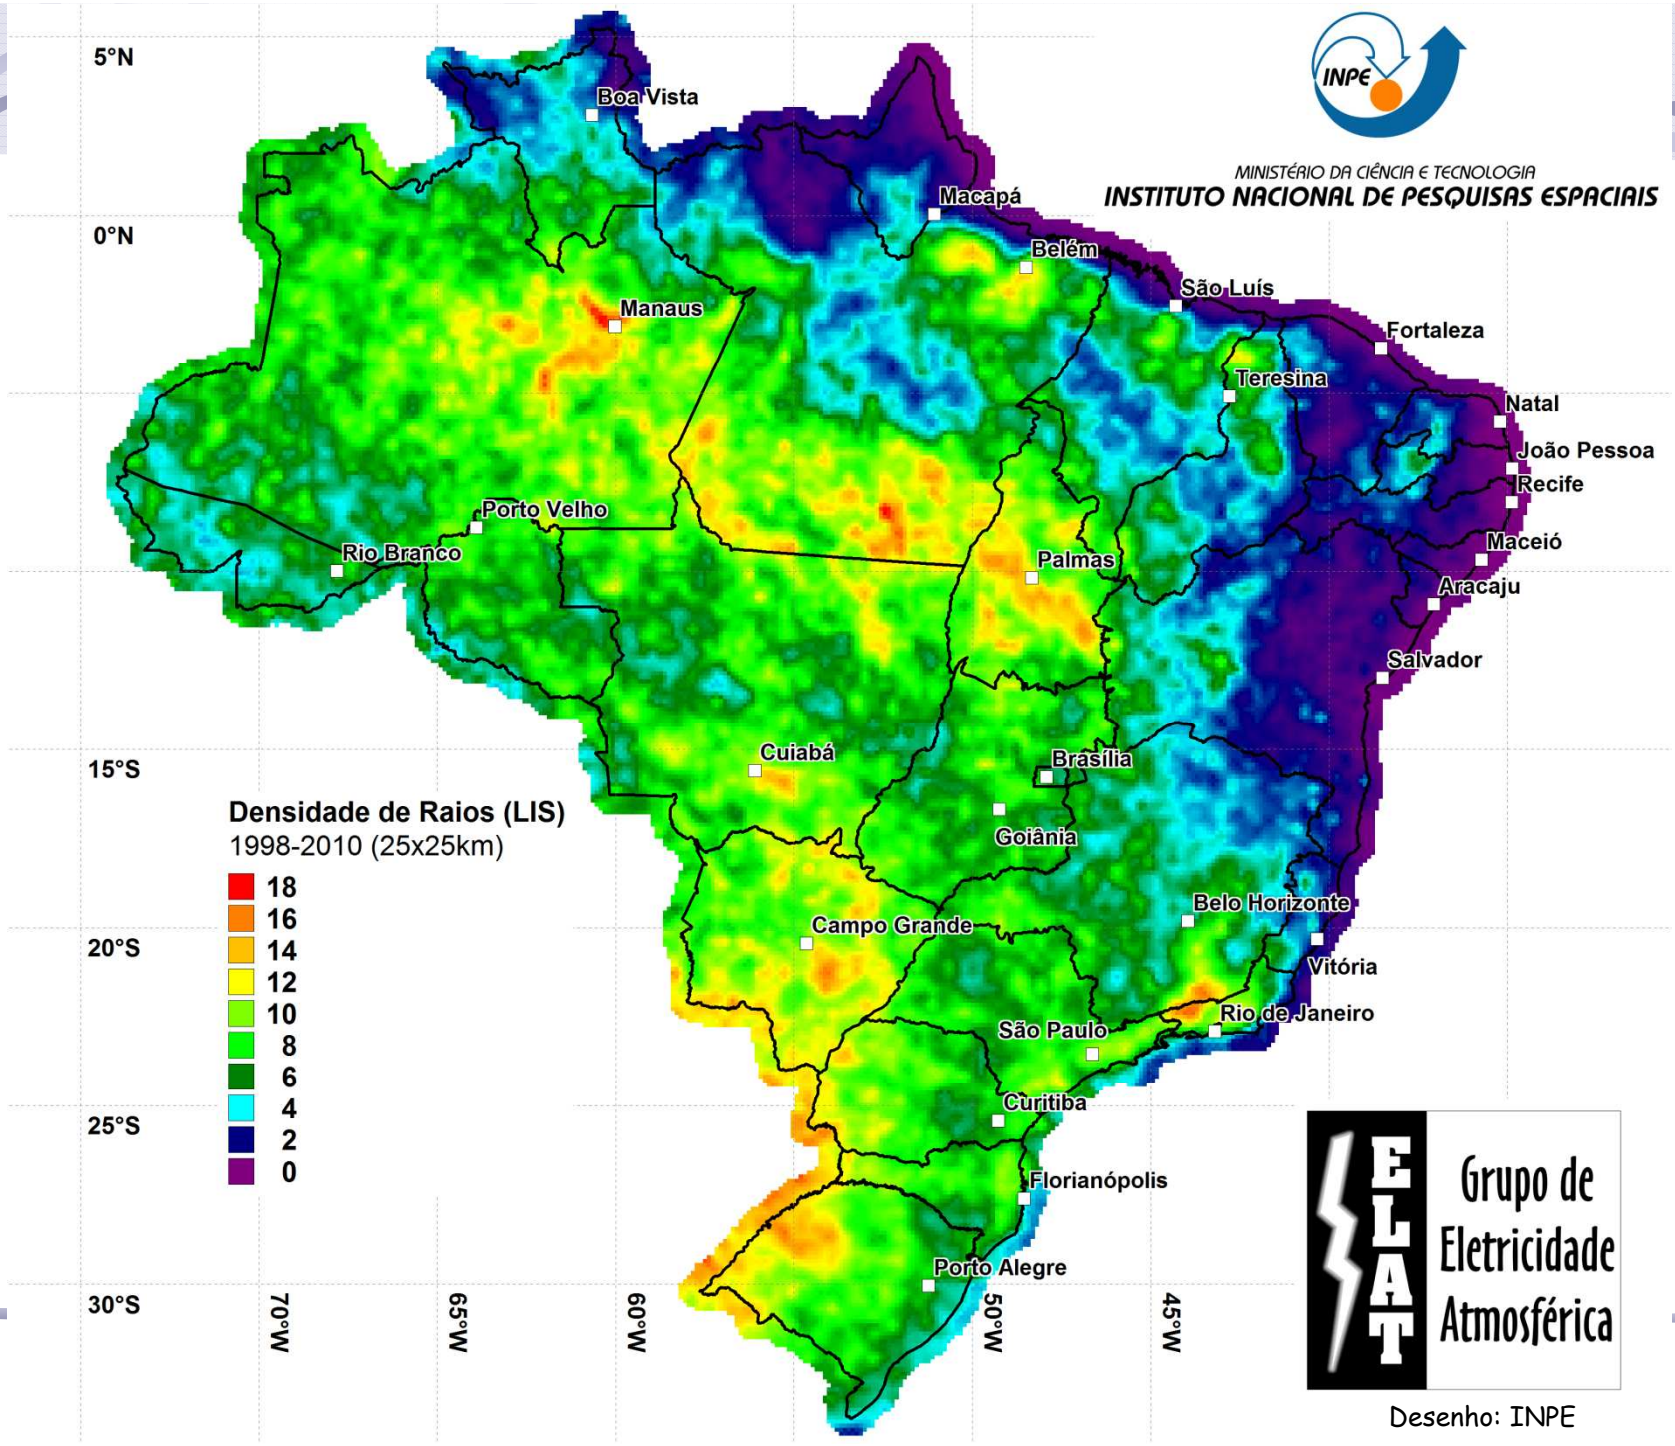 5°N
Boa Vista
INPE
MINISTÉRIO DA CIÊNCIA E TECNOLOGIA
INSTITUTO NACIONAL DE PESQUISAS ESPACIAIS
Macapá
0°N
Belém
São Luís
Manaus
Fortaleza
Teresina
Natal
João Pessoa
Recife
Porto Velho
Maceió
Rio Branco
Palmas
Aracaju
Salvador
Cuiabá
Brasília
15°S
Densidade de Raios (LIS)
1998-2010 (25x25km)
Goiânia
18
16
14
12
10
8
6
4
2
0
Belo Horizonte
Campo Grande
20°S
Vitória
Rio de Janeiro
São Paulo
Curitiba
25°S
Florianópolis
Porto Alegre
30°S
70°W
65°W
60°W
50°W
45°W
ELAT
Grupo de
Eletricidade
Atmosférica
Desenho: INPE